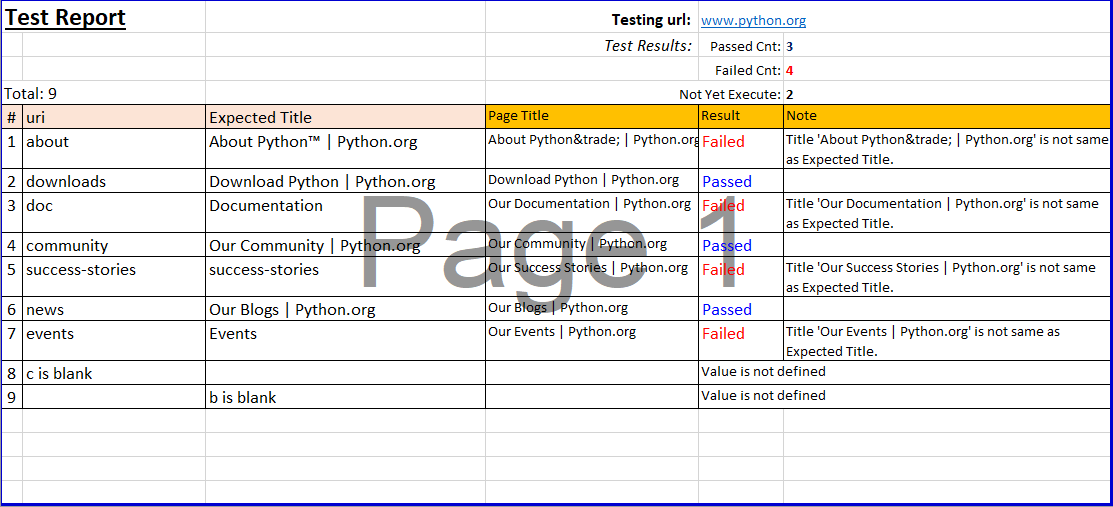 Test Report Testing url: www.python.org
Test Results: Passed Cnt: 3
Failed Cnt: 4
Total: 9 Not Yet Execute: 2
# uri Expected Title Page Title Result Note
1 about About Python™ | Python.org About Python&trade; | Python.org Failed Title 'About Python&trade; | Python.org' is not same
as Expected Title.
2 downloads Download Python | Python.org Download Python | Python.org Passed
3 doc Documentation Our Documentation | Python.org Failed Title 'Our Documentation | Python.org' is not same
as Expected Title.
4 community Our Community | Python.org Our Community | Python.org Passed
5 success-stories success-stories Our Success Stories | Python.org Failed Title 'Our Success Stories | Python.org' is not same
as Expected Title.
6 news Our Blogs | Python.org Our Blogs | Python.org Passed
7 events Events Our Events | Python.org Failed Title 'Our Events | Python.org' is not same as
Expected Title.
8 c is blank Value is not defined
9 b is blank Value is not defined
Page 1